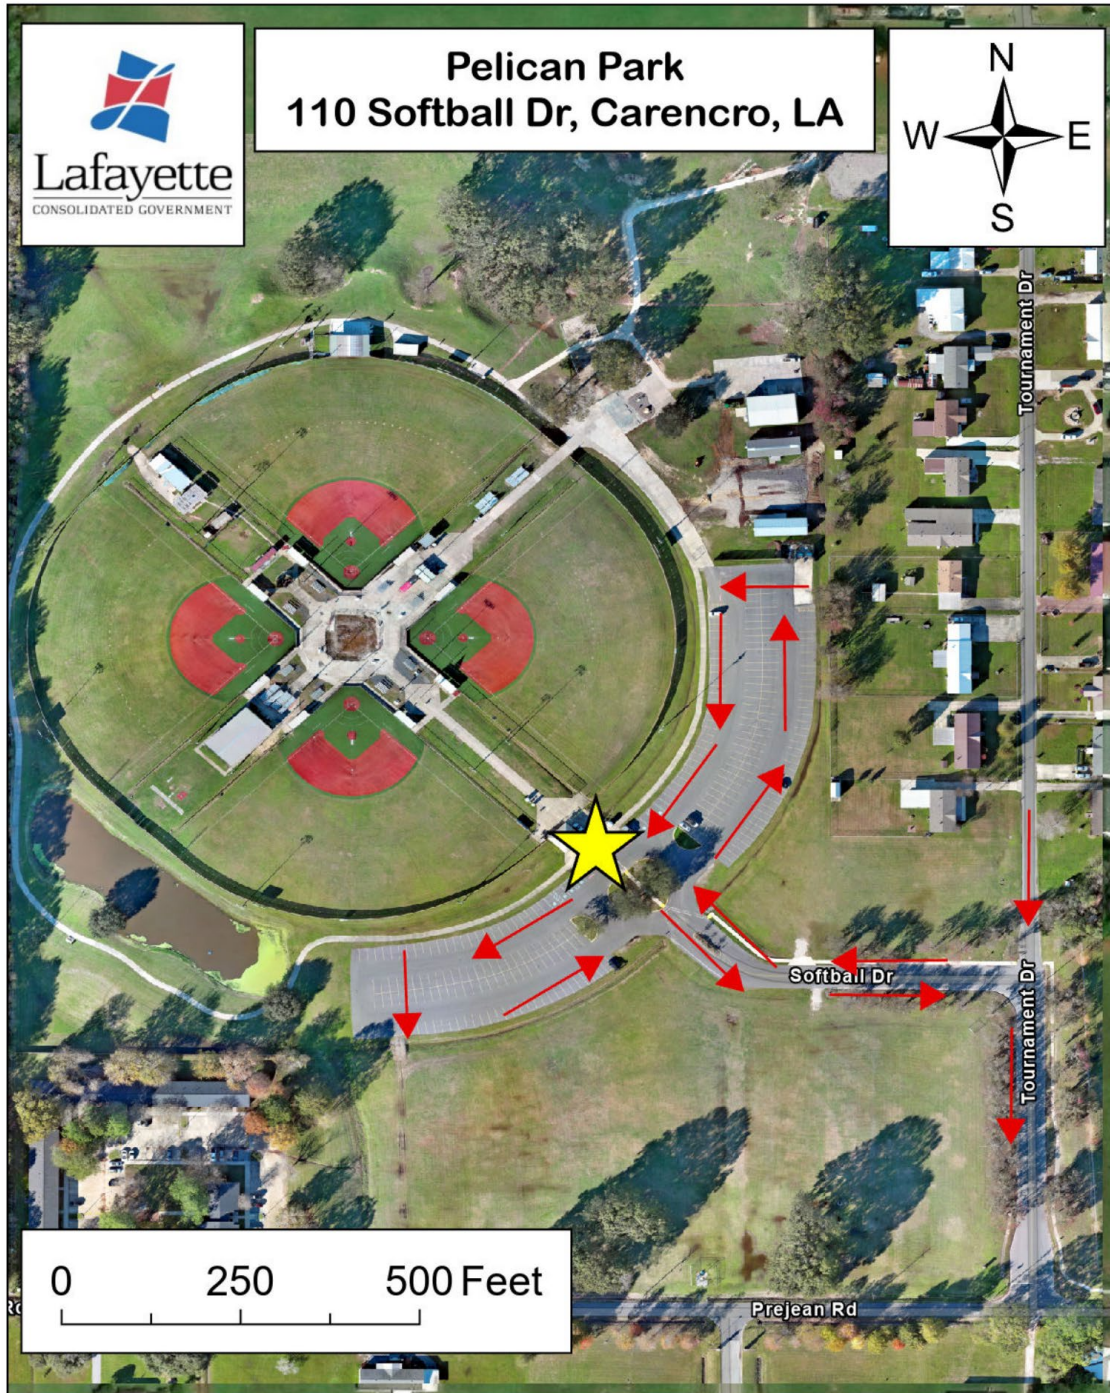 Lafayette
CONSOLIDATED GOVERNMENT
Pelican Park
110 Softball Dr, Carencro, LA
N
W E
S
Tournament Dr
Softball Dr
Tournament Dr
0 250 500 Feet
Prejean Rd